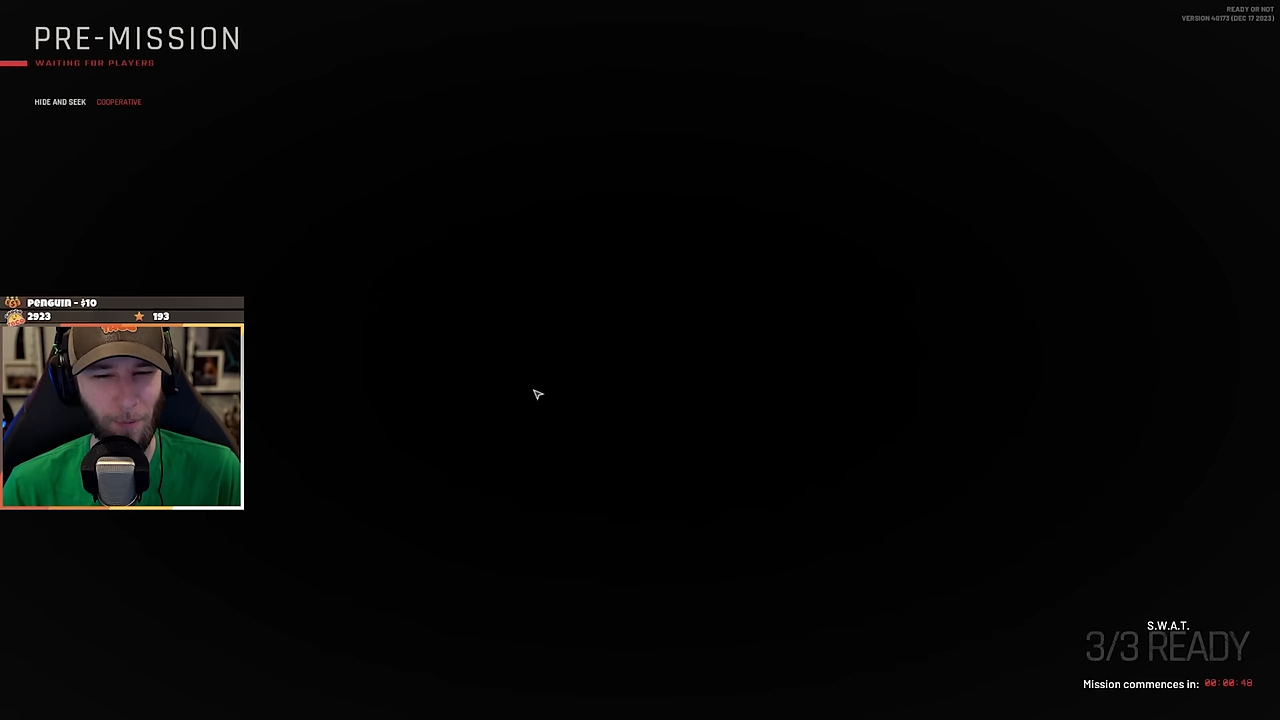 READY OR NOT
VERSION 40173 (DEC 17 2023)
PRE-MISSION
WAITING FOR PLAYERS
HIDE AND SEEK COOPERATIVE
PENGUIN - $10
2923 193
S.W.A.T.
3/3 READY
Mission commences in: 00:00:48